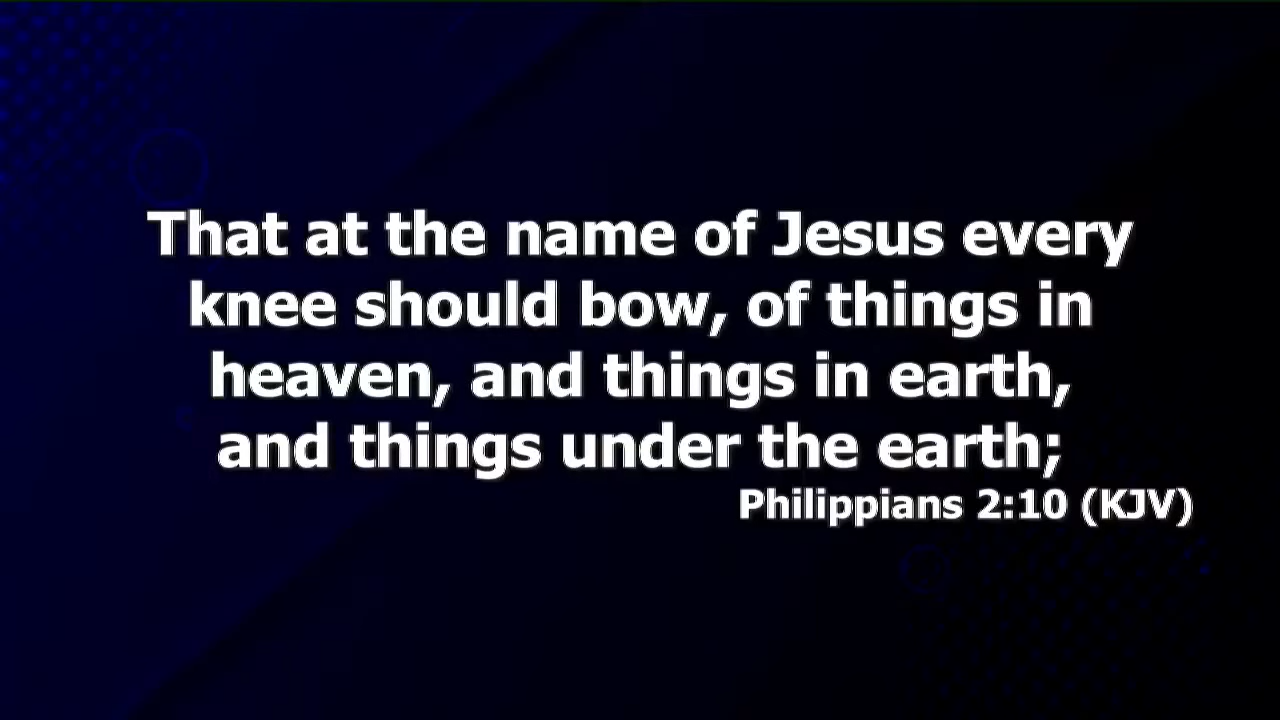 That at the name of Jesus every
knee should bow, of things in
heaven, and things in earth,
and things under the earth;
Philippians 2:10 (KJV)